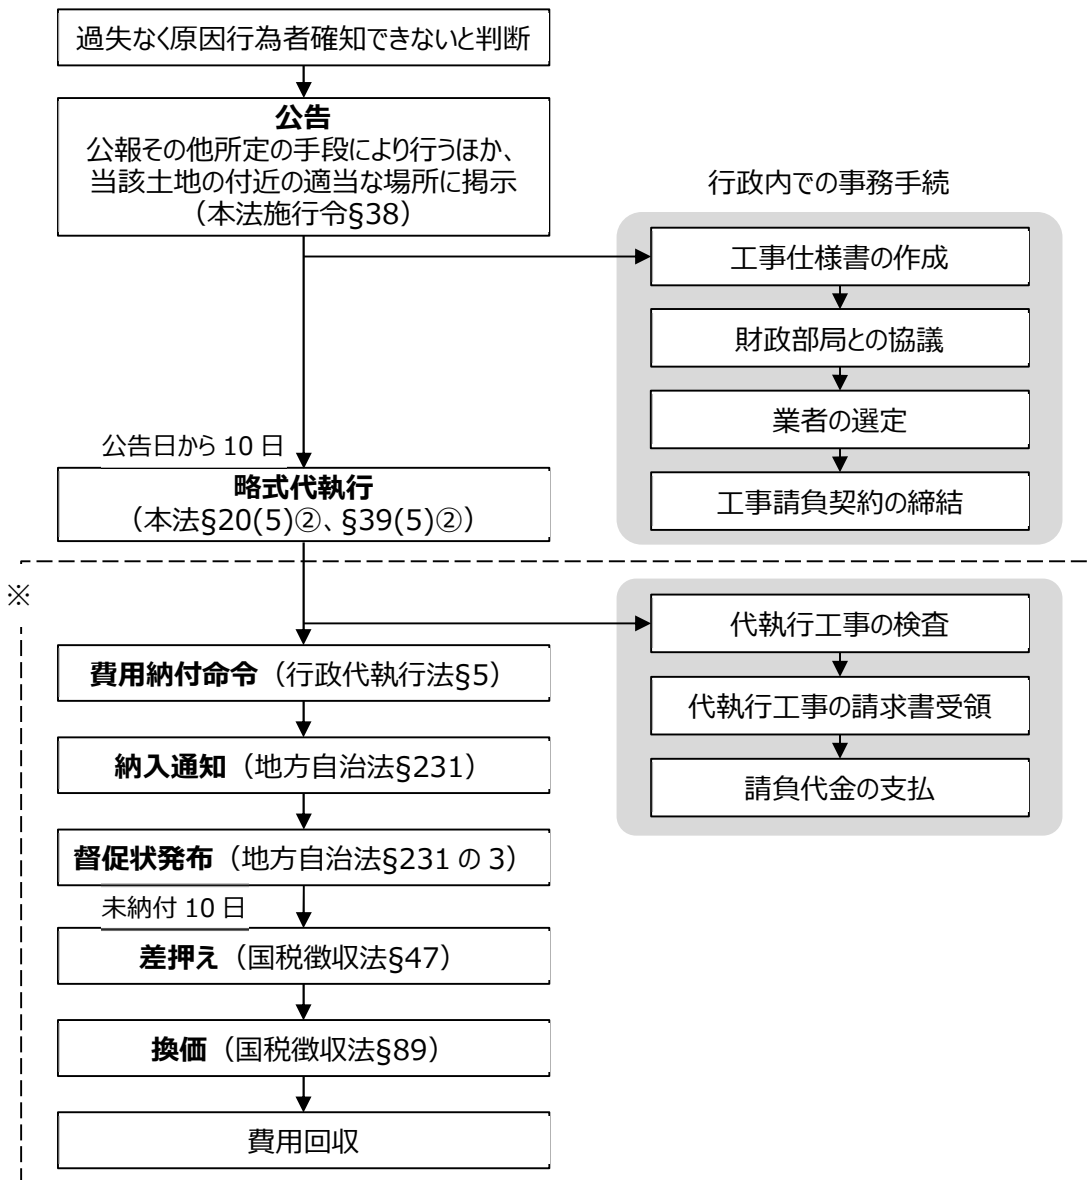 過失なく原因行為者確知できないと判断
公告
公報その他所定の手段により行うほか、
当該土地の付近の適当な場所に掲示
（本法施行令§38）
行政内での事務手続
工事仕様書の作成
財政部局との協議
業者の選定
工事請負契約の締結
公告日から 10 日
略式代執行
（本法§20(5)②、§39(5)②）
※
代執行工事の検査
代執行工事の請求書受領
請負代金の支払
費用納付命令（行政代執行法§5）
納入通知（地方自治法§231）
督促状発布（地方自治法§231 の 3）
未納付 10 日
差押え（国税徴収法§47）
換価（国税徴収法§89）
費用回収